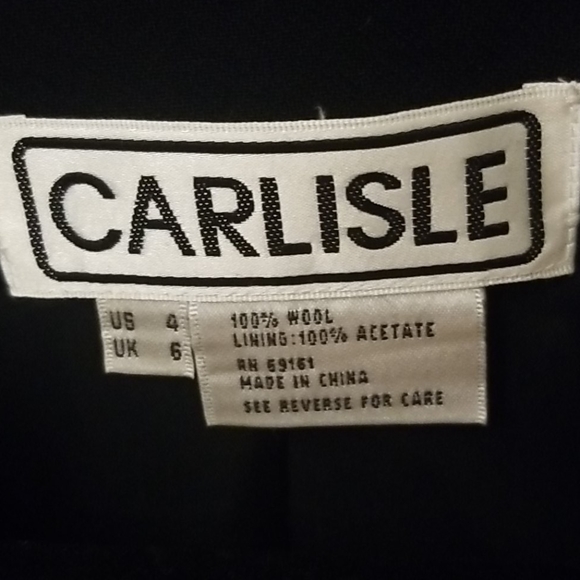 CARLISLE
US 4
UK 6
100% WOOL
LINING:100% ACETATE
RN 69161
MADE IN CHINA
SEE REVERSE FOR CARE